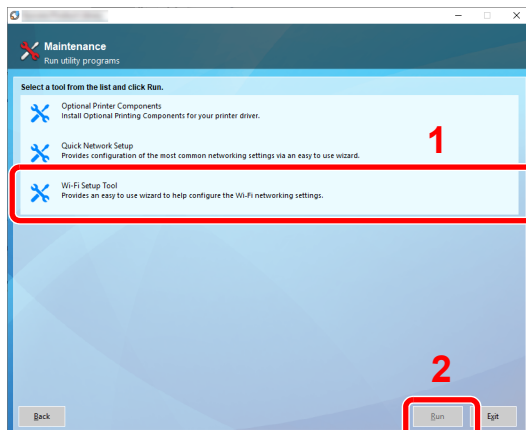 Maintenance
Run utility programs
Select a tool from the list and click Run.
Optional Printer Components
Install Optional Printing Components for your printer driver.
1
Quick Network Setup
Provides configuration of the most common networking settings via an easy to use wizard.
Wi-Fi Setup Tool
Provides an easy to use wizard to help configure the Wi-Fi networking settings.
2
Back
Run
Exit